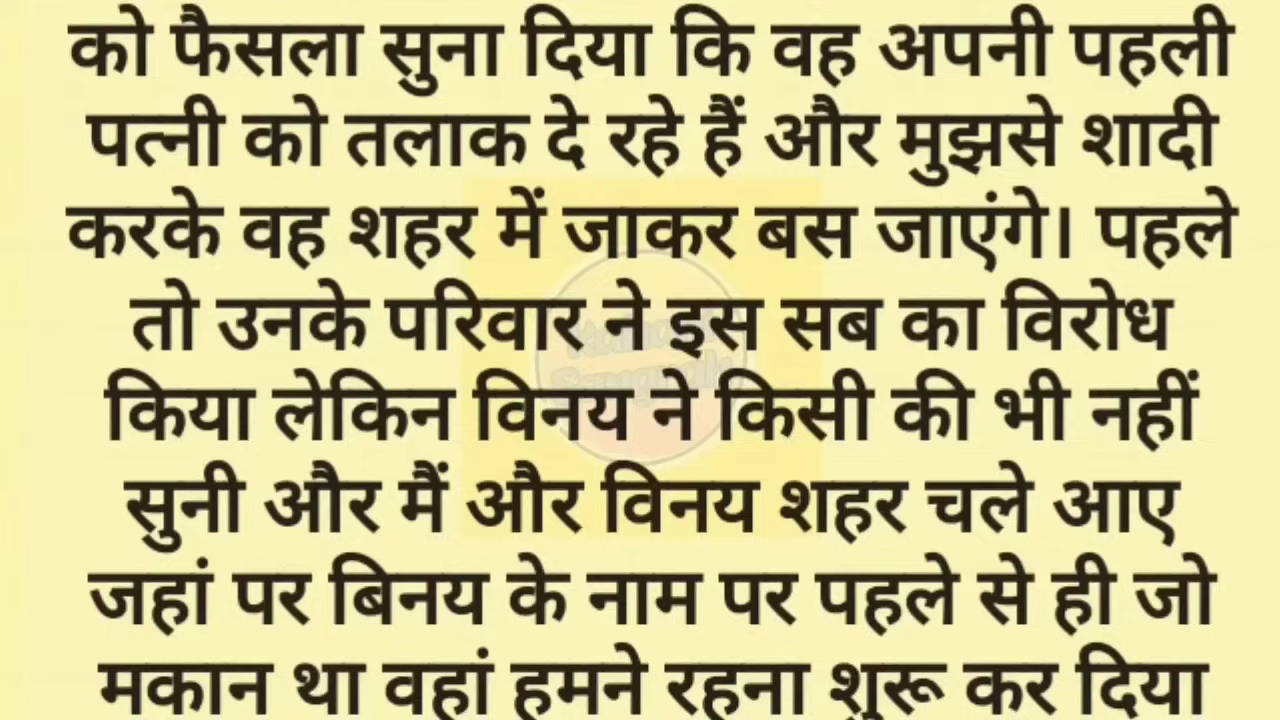 को फैसला सुना दिया कि वह अपनी पहली
पत्नी को तलाक दे रहे हैं और मुझसे शादी
करके वह शहर में जाकर बस जाएंगे। पहले
तो उनके परिवार ने इस सब का विरोध
किया लेकिन विनय ने किसी की भी नहीं
सुनी और मैं और विनय शहर चले आए
जहां पर बिनय के नाम पर पहले से ही जो
मकान था वहां हमने रहना शुरू कर दिया